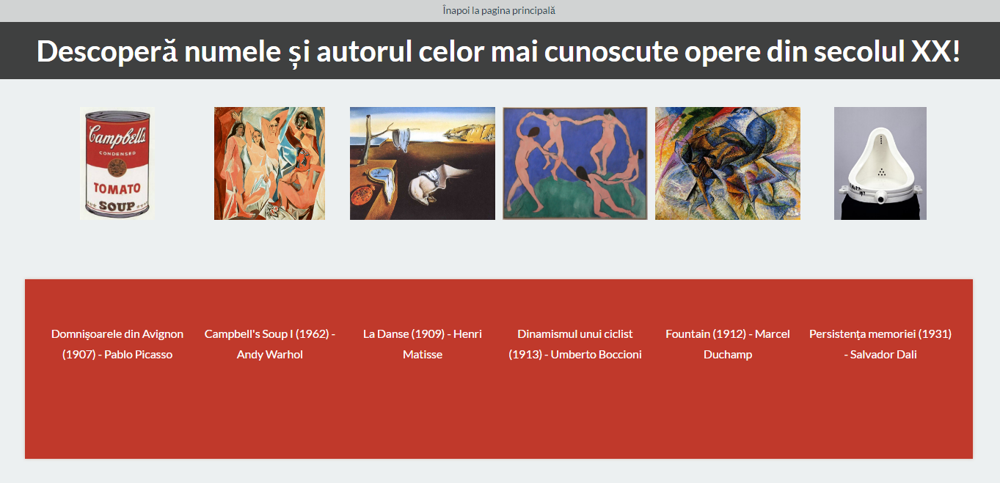 Înapoi la pagina principală
Descoperă numele și autorul celor mai cunoscute opere din secolul XX!
Campbell's
CONDENSED
TOMATO
SOUP
Domnișoarele din Avignon
(1907) - Pablo Picasso
Campbell's Soup I (1962) -
Andy Warhol
La Danse (1909) - Henri
Matisse
Dinamismul unui ciclist
(1913) - Umberto Boccioni
Fountain (1912) - Marcel
Duchamp
Persistența memoriei (1931)
- Salvador Dali